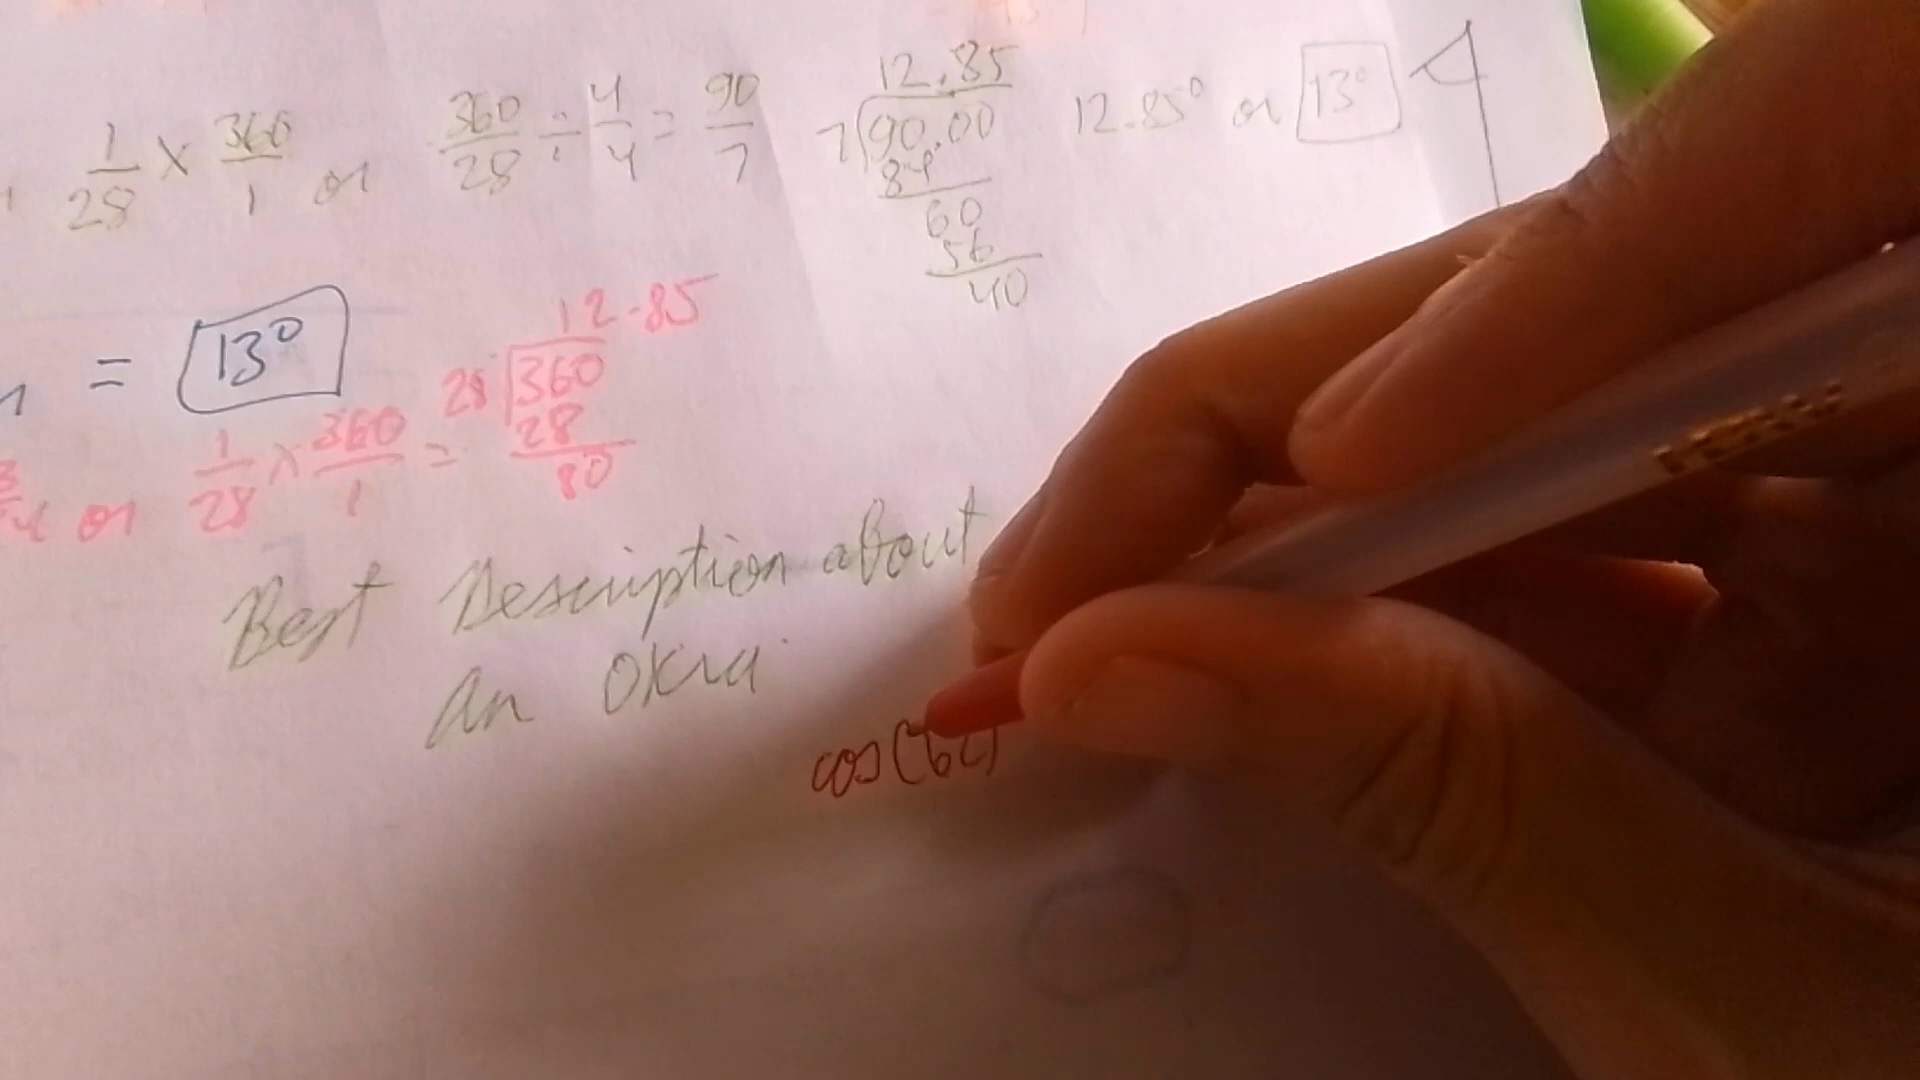 1/28 × 360/1 or 360/28 ÷ 4/4 = 90/7
12.85
7)90.00
84
60
56
40
12.85° or 13°
= 13°
or 1/28 × 360/1 =
12.85
28)360
28
80
Best Description about
an Okra
cos(